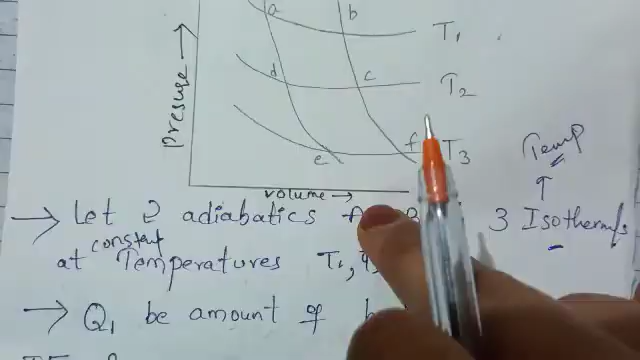 a b
T1
d c
T2
e f
T3
Pressure →
volume →
Temp
↑
→ Let 2 adiabatics 3 Isotherms
constant
at Temperatures T1,
→ Q1 be amount of